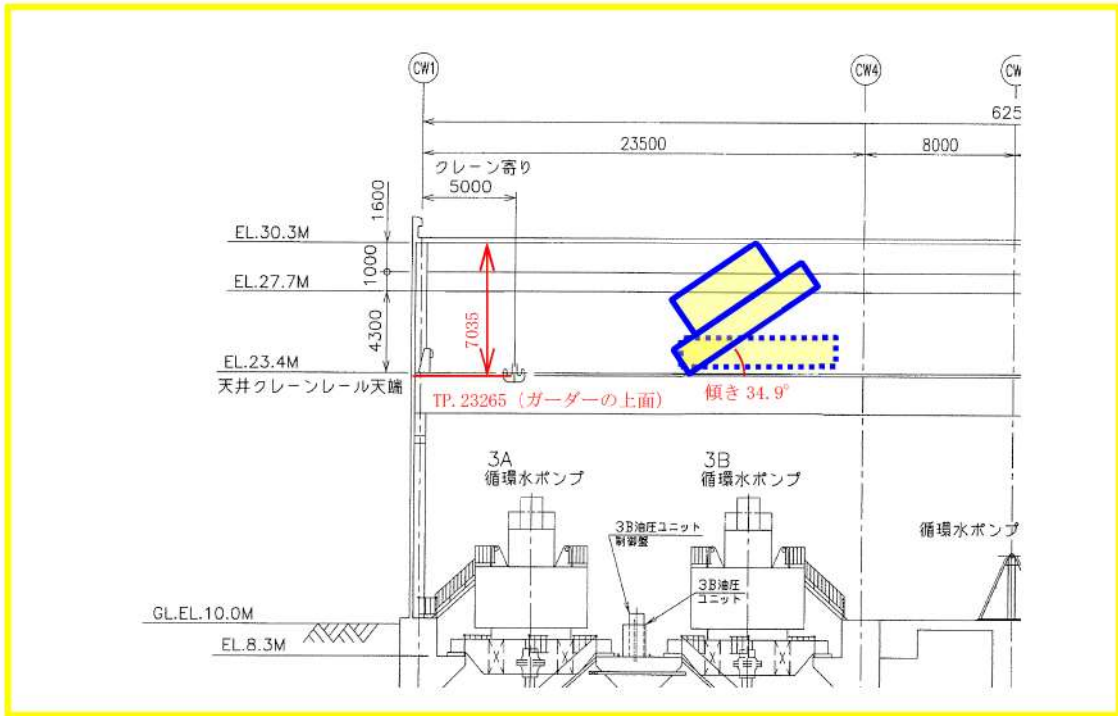 CW1
CW4
CW
625
23500
8000
クレーン寄り
5000
1600
EL.30.3M
1000
EL.27.7M
7035
4300
EL.23.4M
天井クレーンレール天端
TP.23265 (ガーダーの上面)
傾き 34.9°
3A
循環水ポンプ
3B
循環水ポンプ
3B油圧ユニット
制御盤
循環水ポンプ
3B油圧
ユニット
GL.EL.10.0M
EL.8.3M